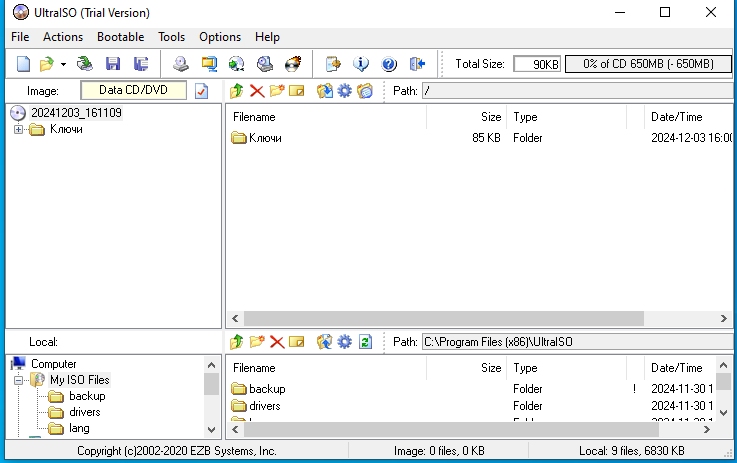 UltraISO (Trial Version)
File Actions Bootable Tools Options Help
Total Size: 90KB 0% of CD 650MB (- 650MB)
Image: Data CD/DVD Path: /
20241203_161109
Ключи
Filename Size Type Date/Time
Ключи 85 KB Folder 2024-12-03 16:00
Local: Path: C:\Program Files (x86)\UltraISO
Computer
My ISO Files
backup
drivers
lang
Filename Size Type Date/Time
backup Folder ! 2024-11-30 1
drivers Folder 2024-11-30 1
Copyright (c)2002-2020 EZB Systems, Inc. Image: 0 files, 0 KB Local: 9 files, 6830 KB